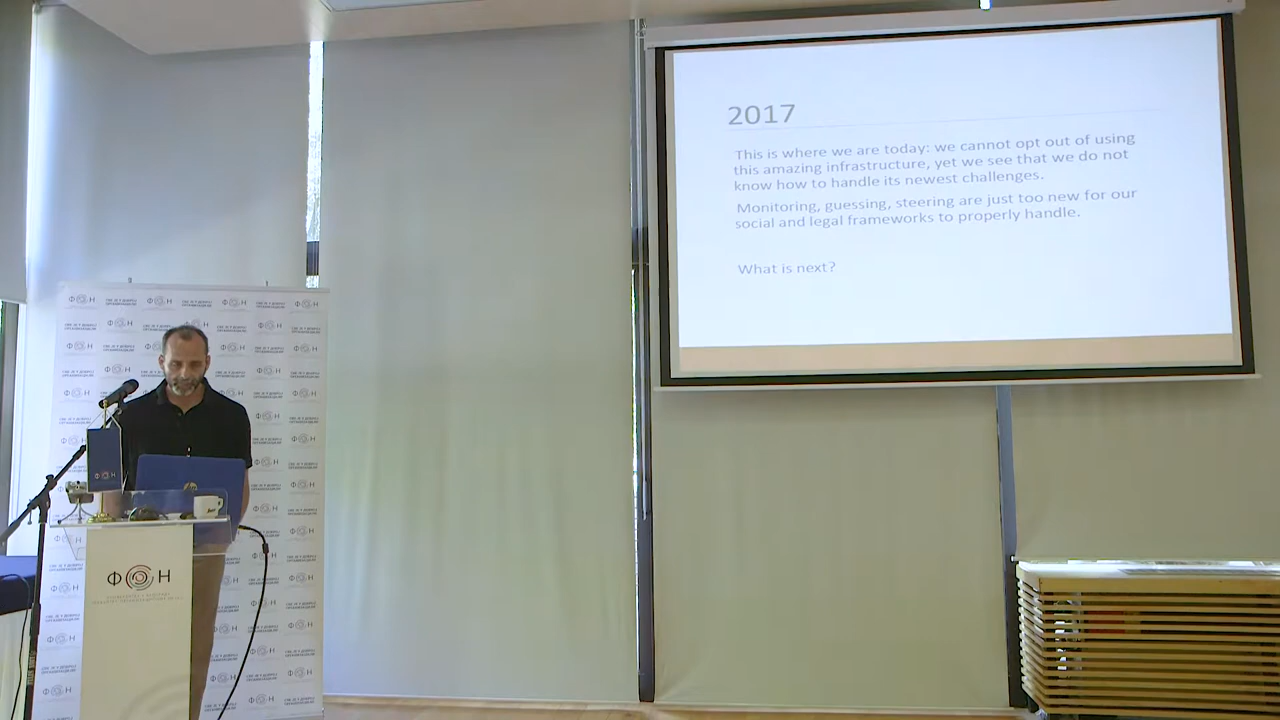 2017
This is where we are today: we cannot opt out of using
this amazing infrastructure, yet we see that we do not
know how to handle its newest challenges.
Monitoring, guessing, steering are just too new for our
social and legal frameworks to properly handle.
What is next?
ФОН